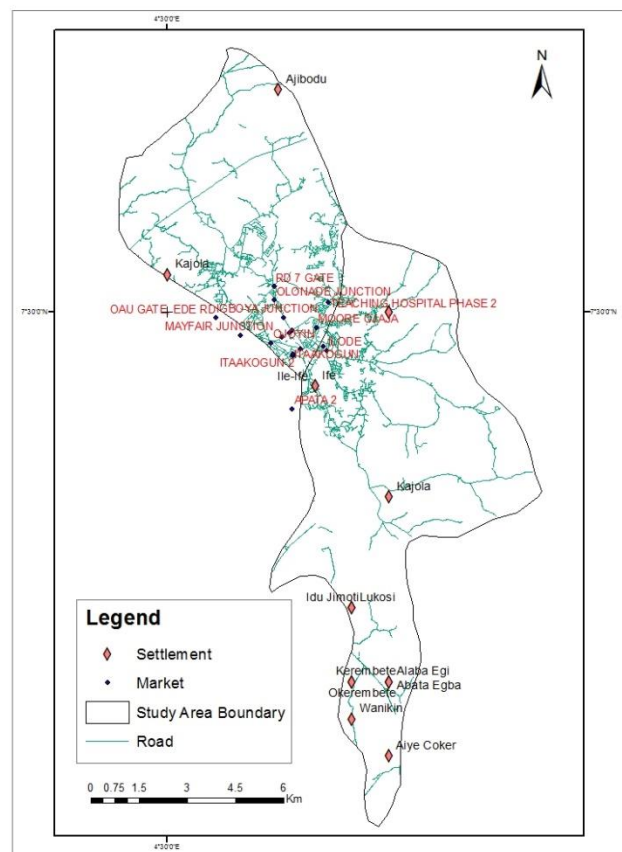 4°30'0"E
N
Ajibodu
Kajola
RD 7 GATE
OLONADE JUNCTION
TEACHING HOSPITAL PHASE 2
7°30'0"N
7°30'0"N
OAU GATE
EDE RD
IGBO-YA JUNCTION
MOORE OJAJA
MAYFAIR JUNCTION
ILODE
ITAAKOGUN
ITAAKOGUN 2
Ile-Ife
Ife
APATA 2
Kajola
Idu Jimoti
Lukosi
Kerembete
Alaba Egi
Okerembete
Abata Egba
Wanikin
Aiye Coker
Legend
Settlement
Market
Study Area Boundary
Road
0 0.75 1.5 3 4.5 6
Km
4°30'0"E